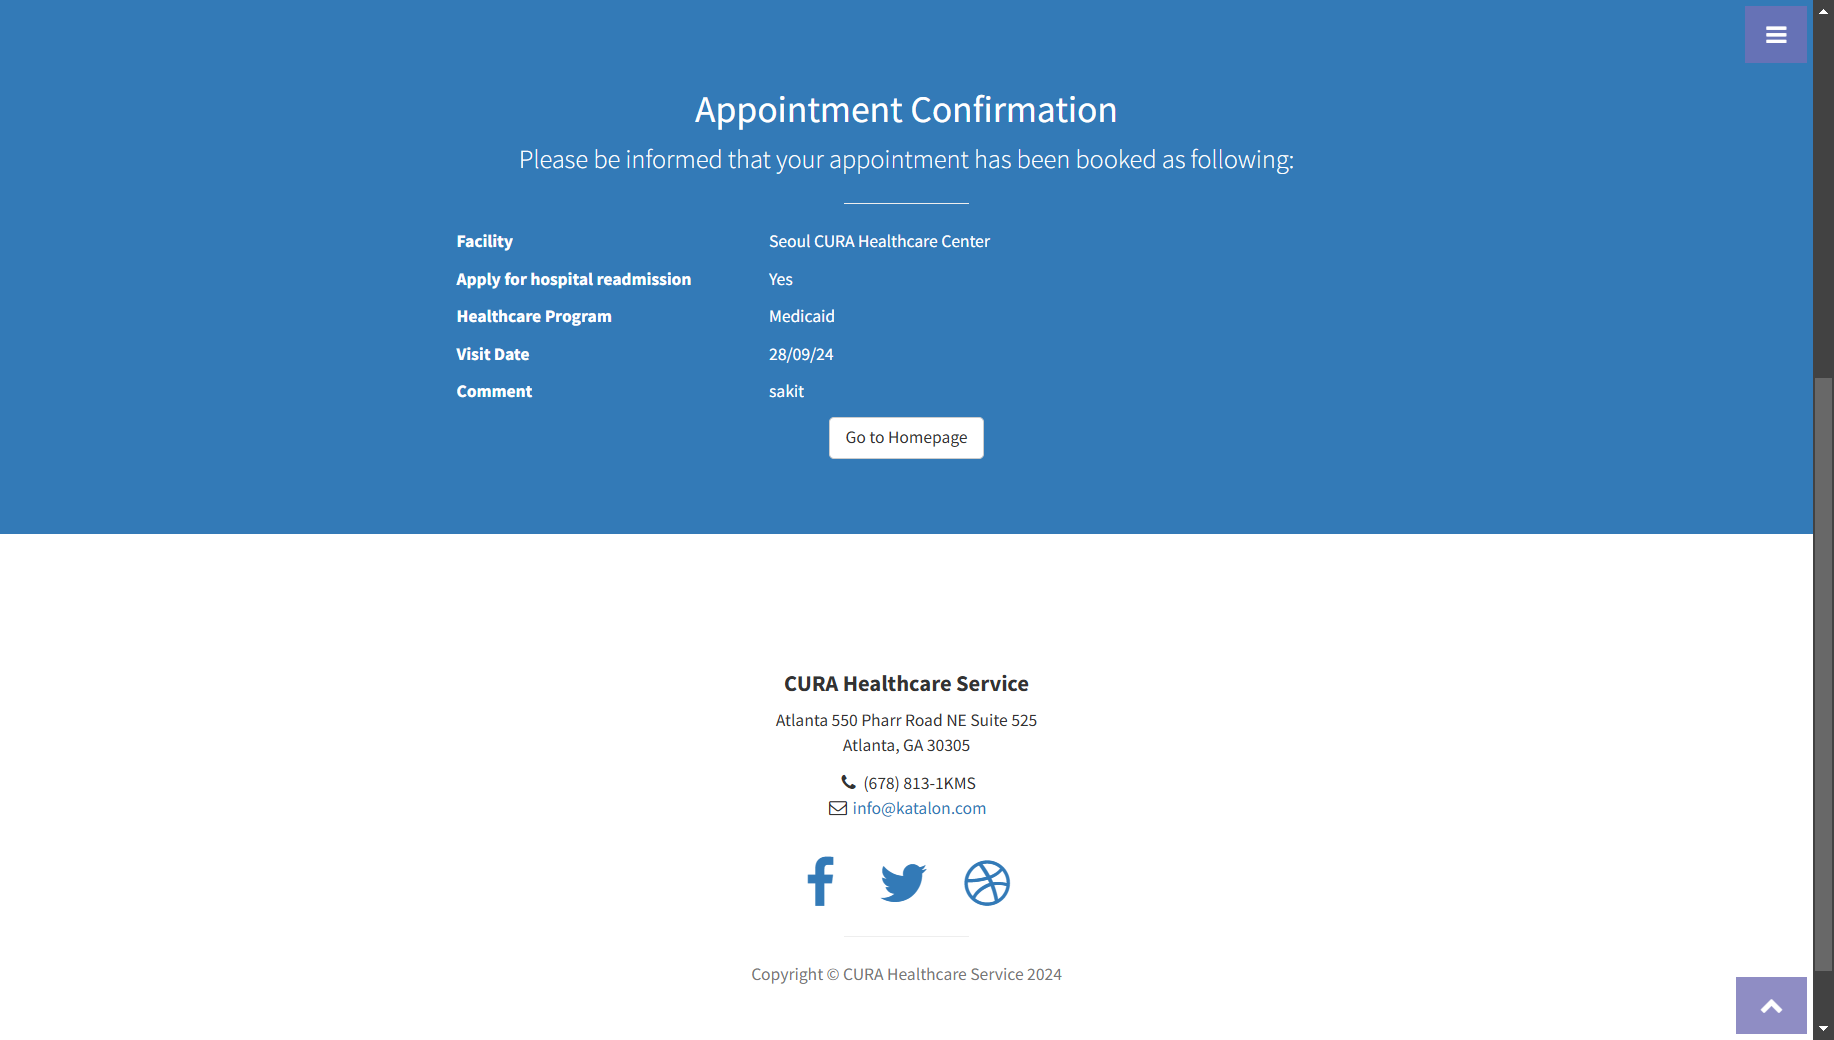 Appointment Confirmation
Please be informed that your appointment has been booked as following:
Facility Seoul CURA Healthcare Center
Apply for hospital readmission Yes
Healthcare Program Medicaid
Visit Date 28/09/24
Comment sakit
Go to Homepage
CURA Healthcare Service
Atlanta 550 Pharr Road NE Suite 525
Atlanta, GA 30305
(678) 813-1KMS
info@katalon.com
Copyright © CURA Healthcare Service 2024